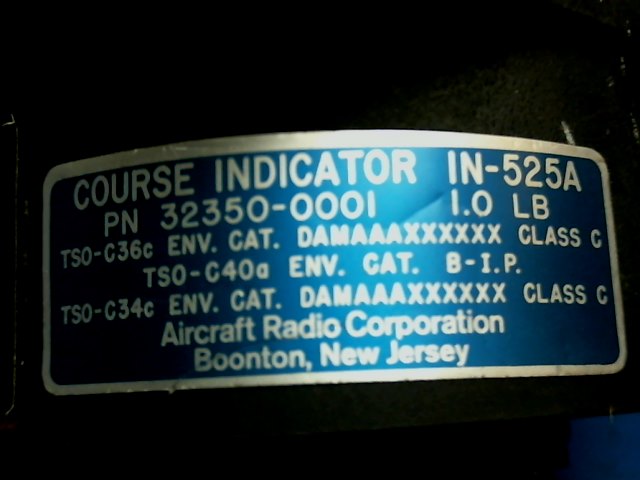 COURSE INDICATOR IN-525A
PN 32350-0001 1.0 LB
TSO-C36c ENV. CAT. DAMAAAXXXXXX CLASS C
TSO-C40a ENV. CAT. B-I.P.
TSO-C34c ENV. CAT. DAMAAAXXXXXX CLASS C
Aircraft Radio Corporation
Boonton, New Jersey